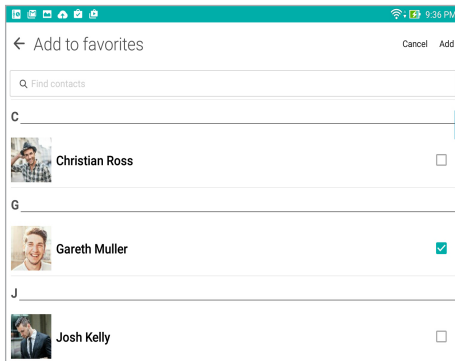 9:36 PM
Add to favorites
Cancel Add
Find contacts
C
Christian Ross
G
Gareth Muller
J
Josh Kelly